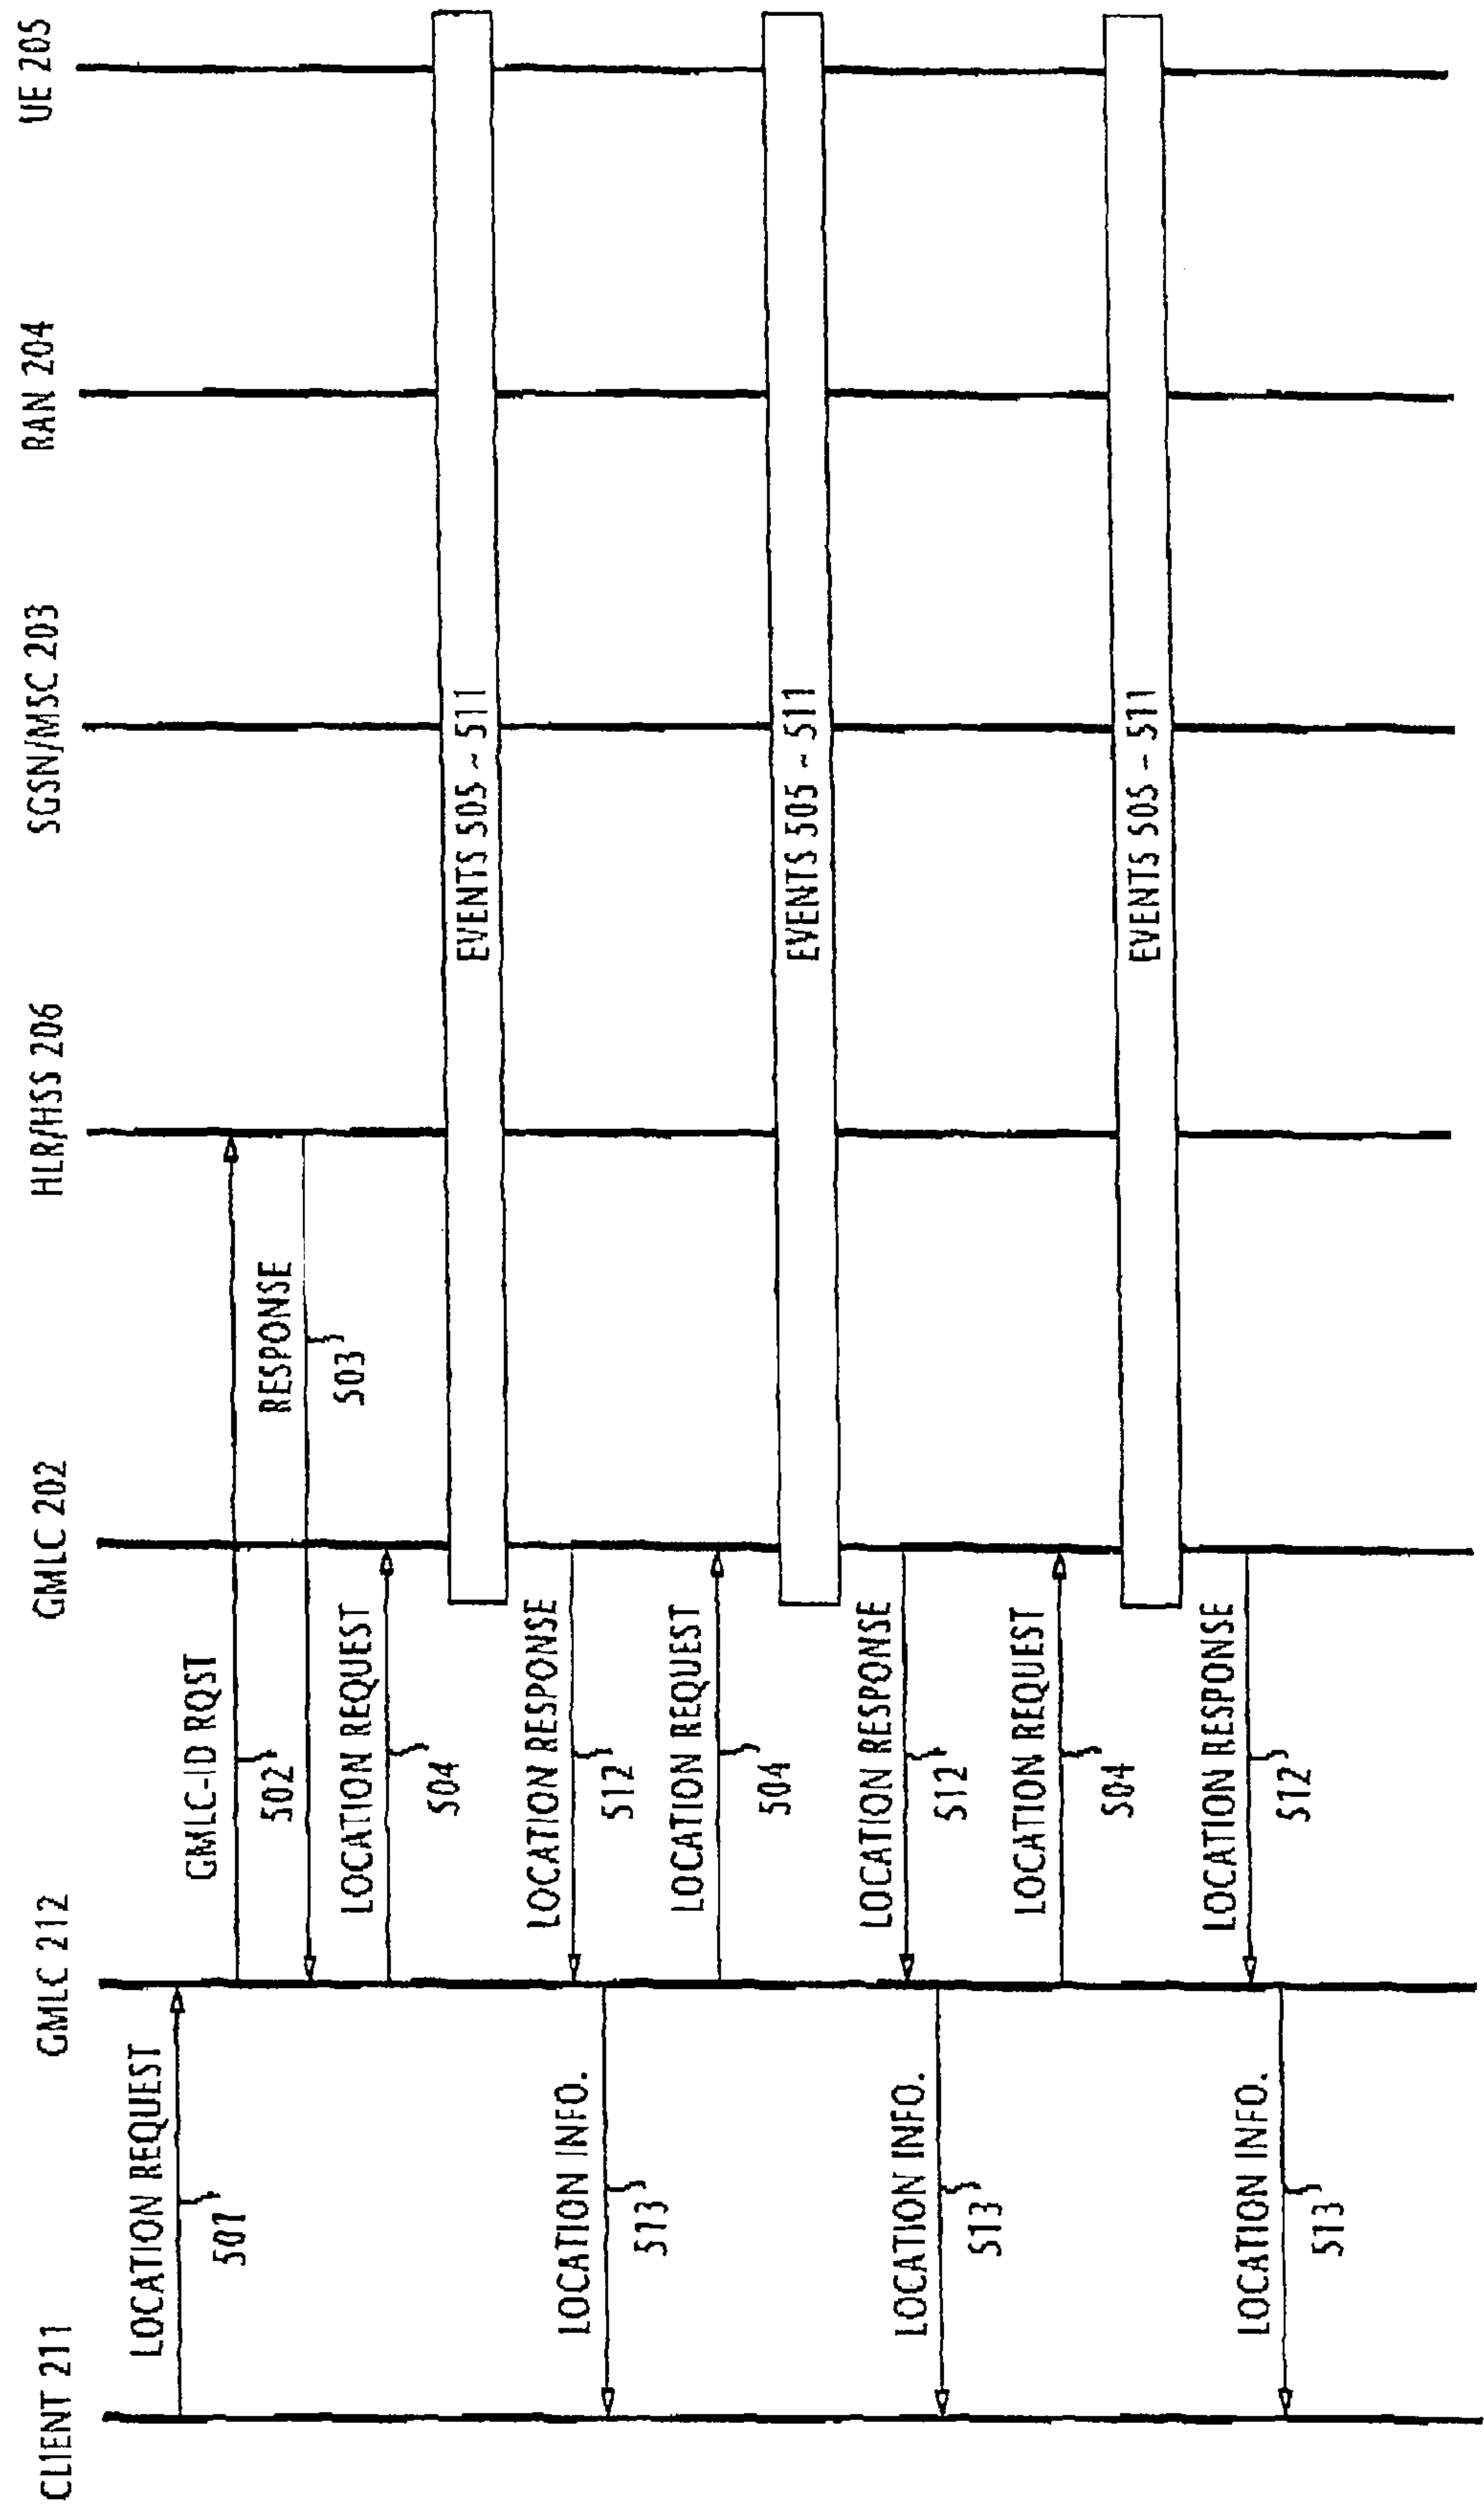 CLIENT 211
GMLC 212
GMLC 202
HLR/HSS 206
SGSN/MSC 203
RAN 204
UE 205
LOCATION REQUEST
501
GMLC-ID RQST
502
RESPONSE
503
LOCATION REQUEST
504
EVENTS 505 ~ 511
LOCATION RESPONSE
512
LOCATION INFO.
513
LOCATION REQUEST
504
EVENTS 505 ~ 511
LOCATION RESPONSE
512
LOCATION INFO.
513
LOCATION REQUEST
504
EVENTS 505 ~ 511
LOCATION RESPONSE
512
LOCATION INFO.
513